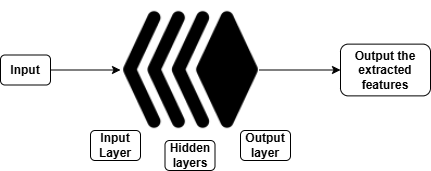 Input
Output the
extracted
features
Input
Layer
Hidden
layers
Output
layer